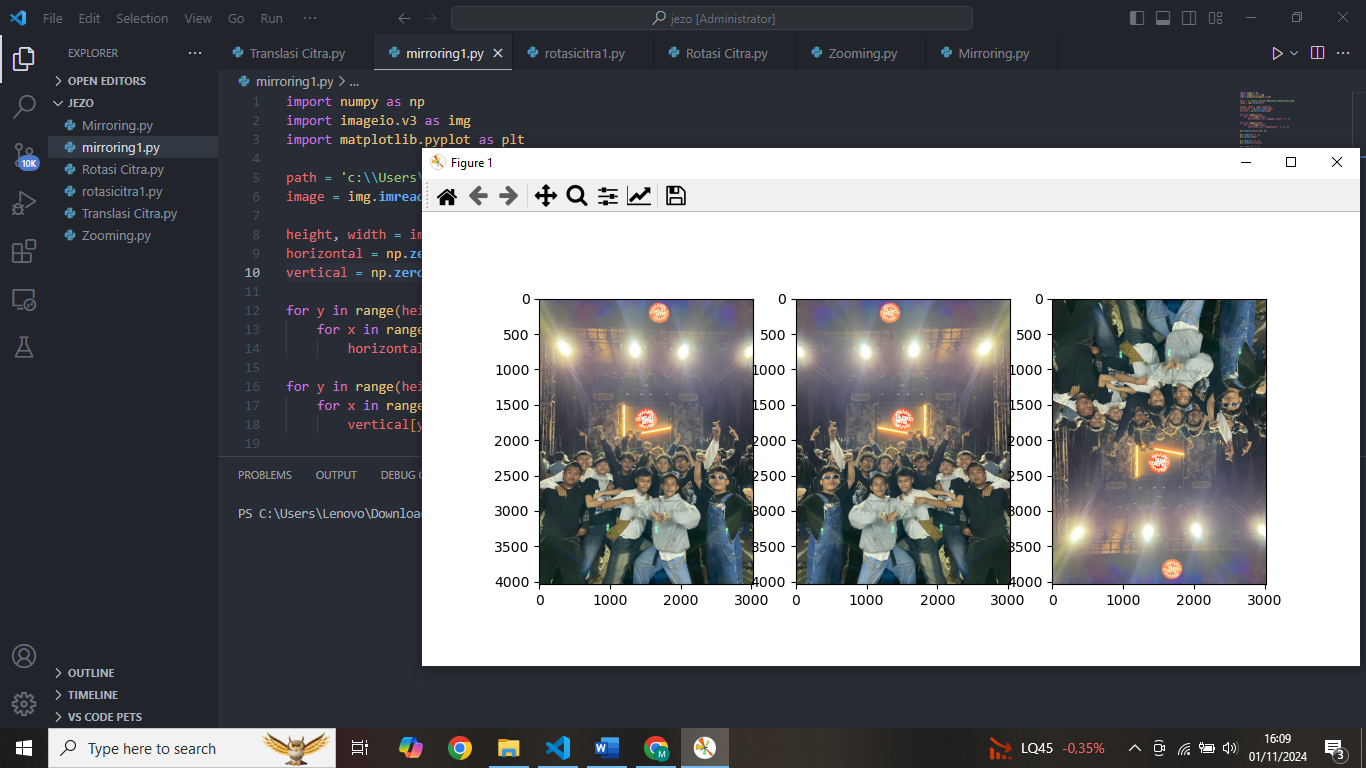 File Edit Selection View Go Run ··· jezo [Administrator]
EXPLORER ···
Translasi Citra.py mirroring1.py rotasicitra1.py Rotasi Citra.py Zooming.py Mirroring.py
OPEN EDITORS
JEZO
Mirroring.py
mirroring1.py
Rotasi Citra.py
rotasicitra1.py
Translasi Citra.py
Zooming.py
10K
OUTLINE
TIMELINE
VS CODE PETS
mirroring1.py > ...
1 import numpy as np
2 import imageio.v3 as img
3 import matplotlib.pyplot as plt
4
5 path = 'c:\\Users\
6 image = img.imread
7
8 height, width = im
9 horizontal = np.ze
10 vertical = np.zero
11
12 for y in range(hei
13 for x in range
14 horizontal
15
16 for y in range(hei
17 for x in range
18 vertical[y
19
PROBLEMS OUTPUT DEBUG
PS C:\Users\Lenovo\Downloa
Figure 1
0
500
1000
1500
2000
2500
3000
3500
4000
0 1000 2000 3000
0
500
1000
1500
2000
2500
3000
3500
4000
0 1000 2000 3000
0
500
1000
1500
2000
2500
3000
3500
4000
0 1000 2000 3000
Type here to search
LQ45 -0,35%
16:09
01/11/2024
3